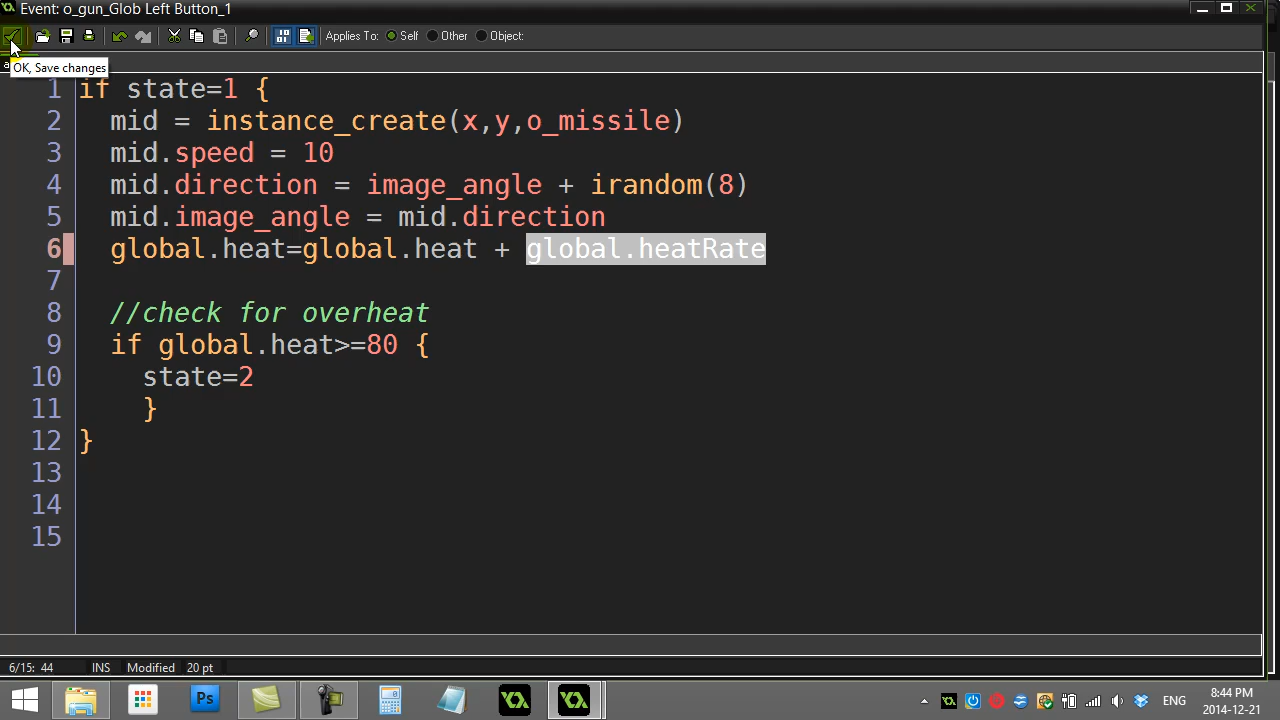 Event: o_gun_Glob Left Button_1
Applies To: Self Other Object:
OK, Save changes
1 if state=1 {
2 mid = instance_create(x,y,o_missile)
3 mid.speed = 10
4 mid.direction = image_angle + irandom(8)
5 mid.image_angle = mid.direction
6 global.heat=global.heat + global.heatRate
7
8 //check for overheat
9 if global.heat>=80 {
10 state=2
11 }
12 }
13
14
15
6/15: 44 INS Modified 20 pt
Ps ENG 8:44 PM
2014-12-21